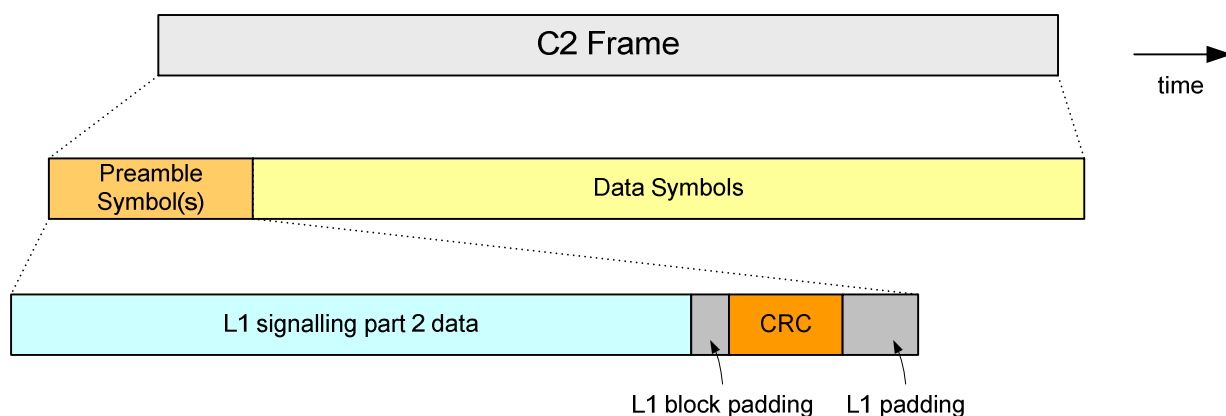 C2 Frame
time
Preamble
Symbol(s)
Data Symbols
L1 signalling part 2 data
CRC
L1 block padding
L1 padding